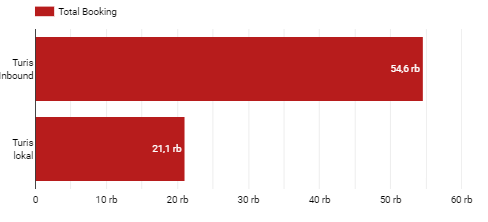 Total Booking
Turis
Inbound
54,6 rb
Turis
lokal
21,1 rb
0 10 rb 20 rb 30 rb 40 rb 50 rb 60 rb